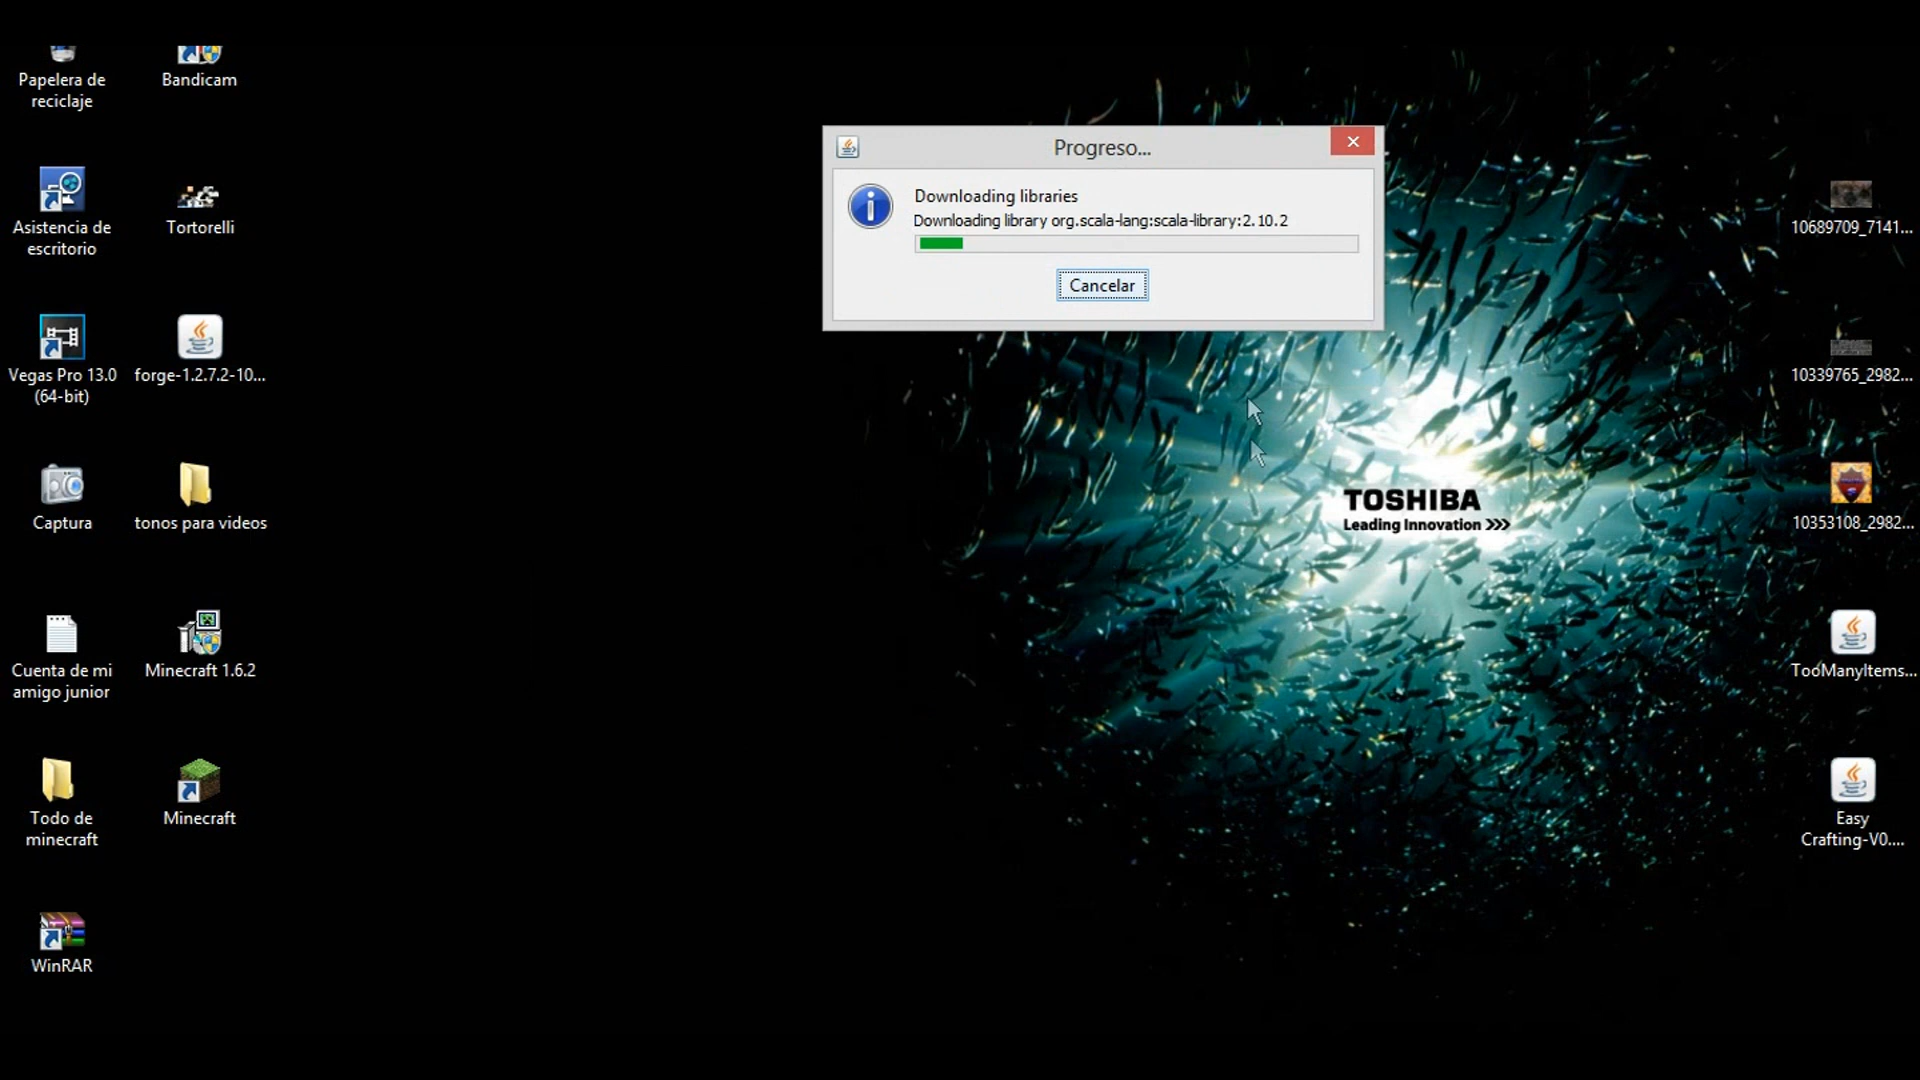 Papelera de
reciclaje
Bandicam
Asistencia de
escritorio
Tortorelli
Vegas Pro 13.0
(64-bit)
forge-1.2.7.2-10...
Captura
tonos para videos
Cuenta de mi
amigo junior
Minecraft 1.6.2
Todo de
minecraft
Minecraft
WinRAR
Progreso...
Downloading libraries
Downloading library org.scala-lang:scala-library:2.10.2
Cancelar
TOSHIBA
Leading Innovation >>>
10689709_7141...
10339765_2982...
10353108_2982...
TooManyItems...
Easy
Crafting-V0....